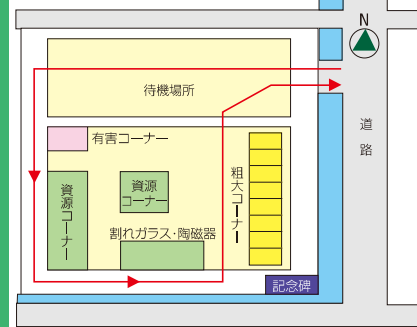 N
待機場所
道路
有害コーナー
資源コーナー
資源
コーナー
粗大コーナー
割れガラス・陶磁器
記念碑